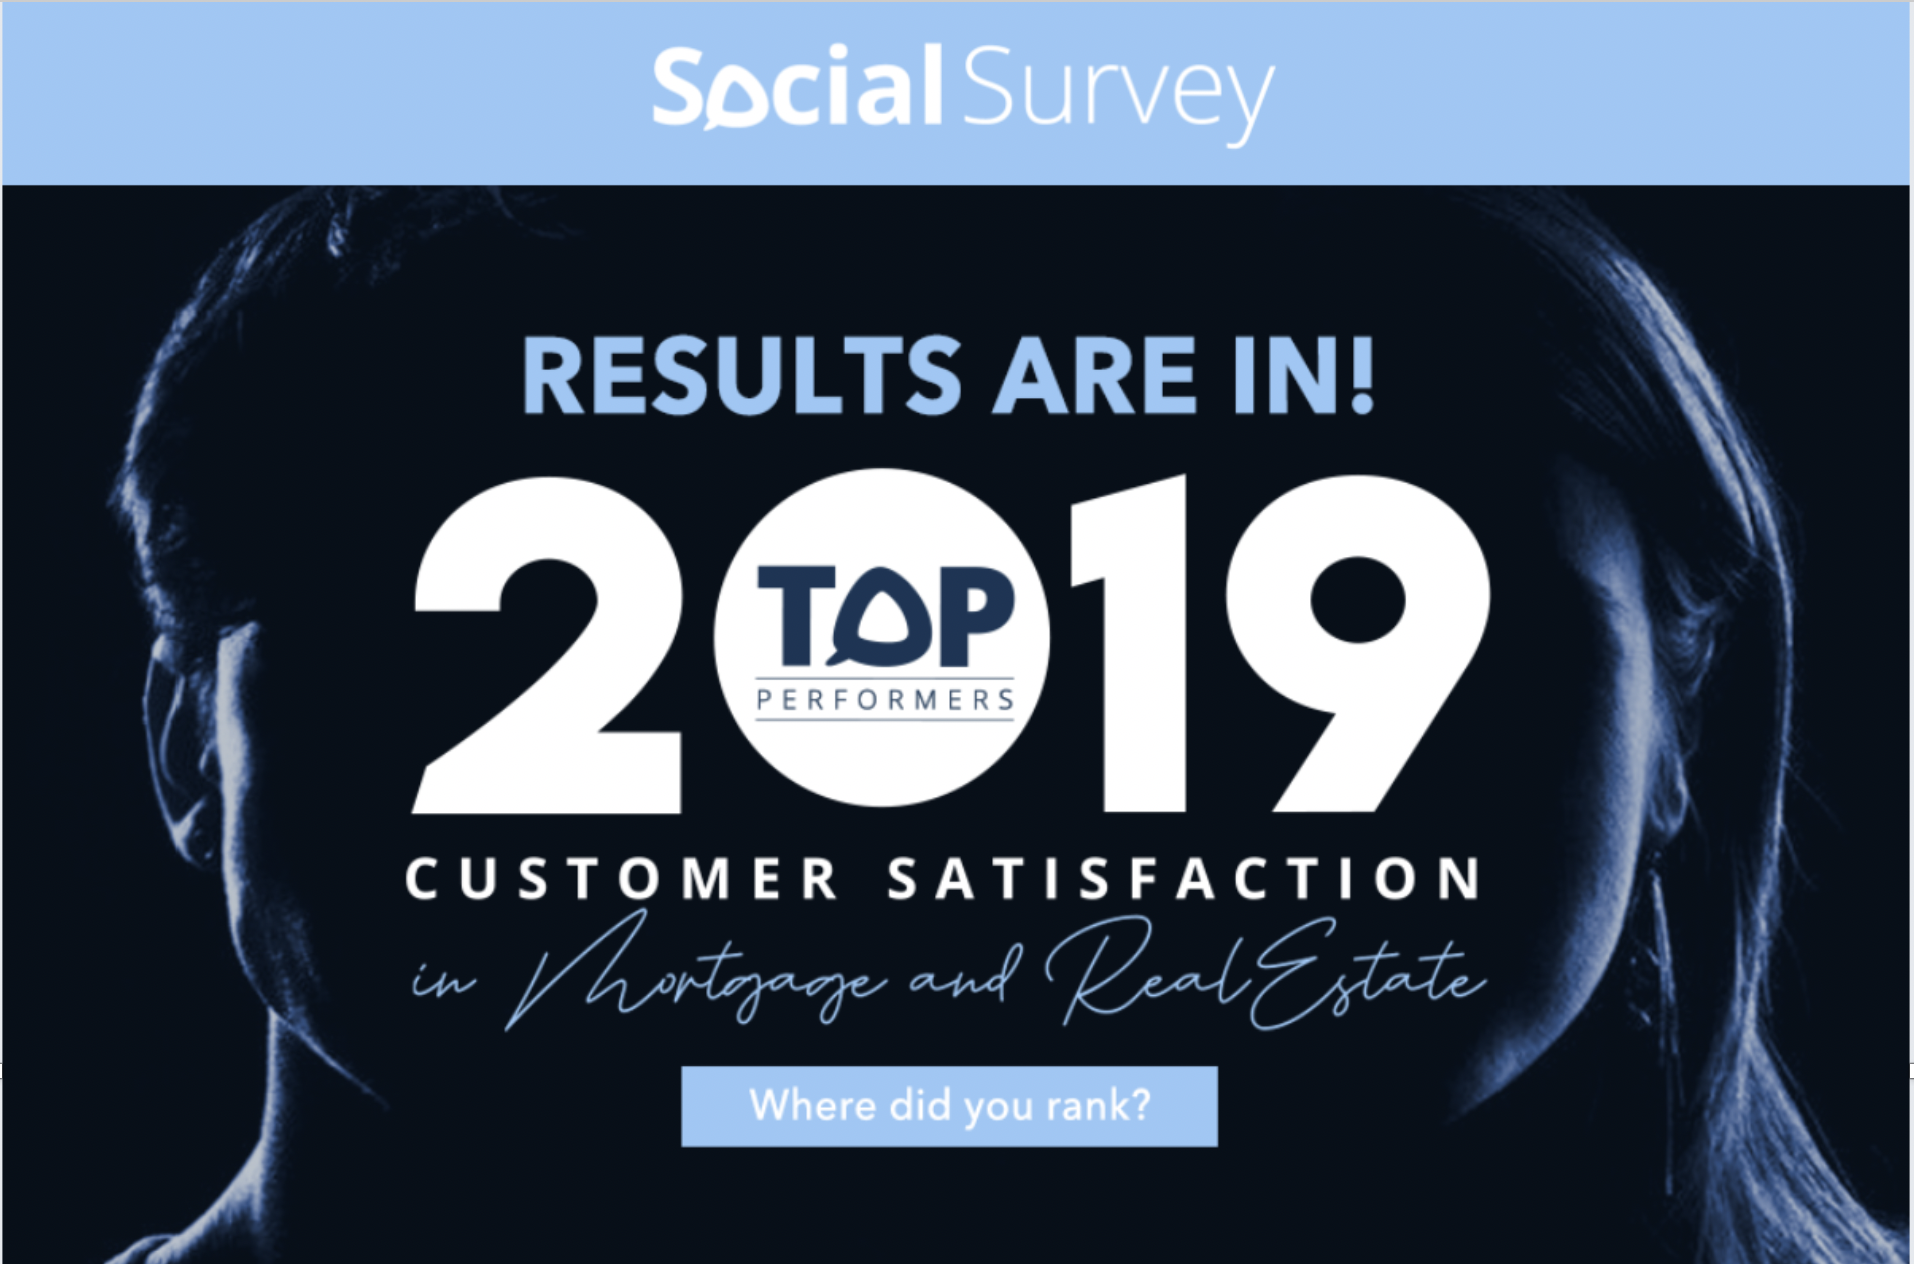 Social Survey
RESULTS ARE IN!
2019
TOP
PERFORMERS
CUSTOMER SATISFACTION
in Mortgage and Real Estate
Where did you rank?